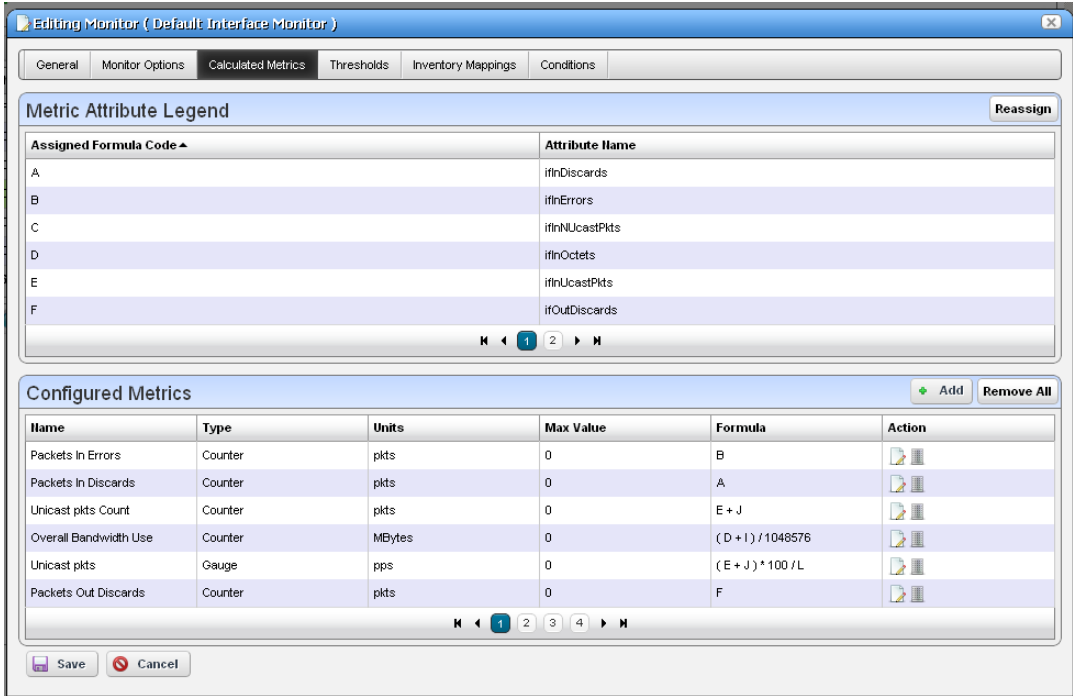 Editing Monitor ( Default Interface Monitor )
General Monitor Options Calculated Metrics Thresholds Inventory Mappings Conditions
Metric Attribute Legend Reassign
Assigned Formula Code Attribute Name
A ifInDiscards
B ifInErrors
C ifInNUcastPkts
D ifInOctets
E ifInUcastPkts
F ifOutDiscards
1 2
Configured Metrics Add Remove All
Name Type Units Max Value Formula Action
Packets In Errors Counter pkts 0 B
Packets In Discards Counter pkts 0 A
Unicast pkts Count Counter pkts 0 E + J
Overall Bandwidth Use Counter MBytes 0 ( D + I ) / 1048576
Unicast pkts Gauge pps 0 ( E + J ) * 100 / L
Packets Out Discards Counter pkts 0 F
1 2 3 4
Save Cancel